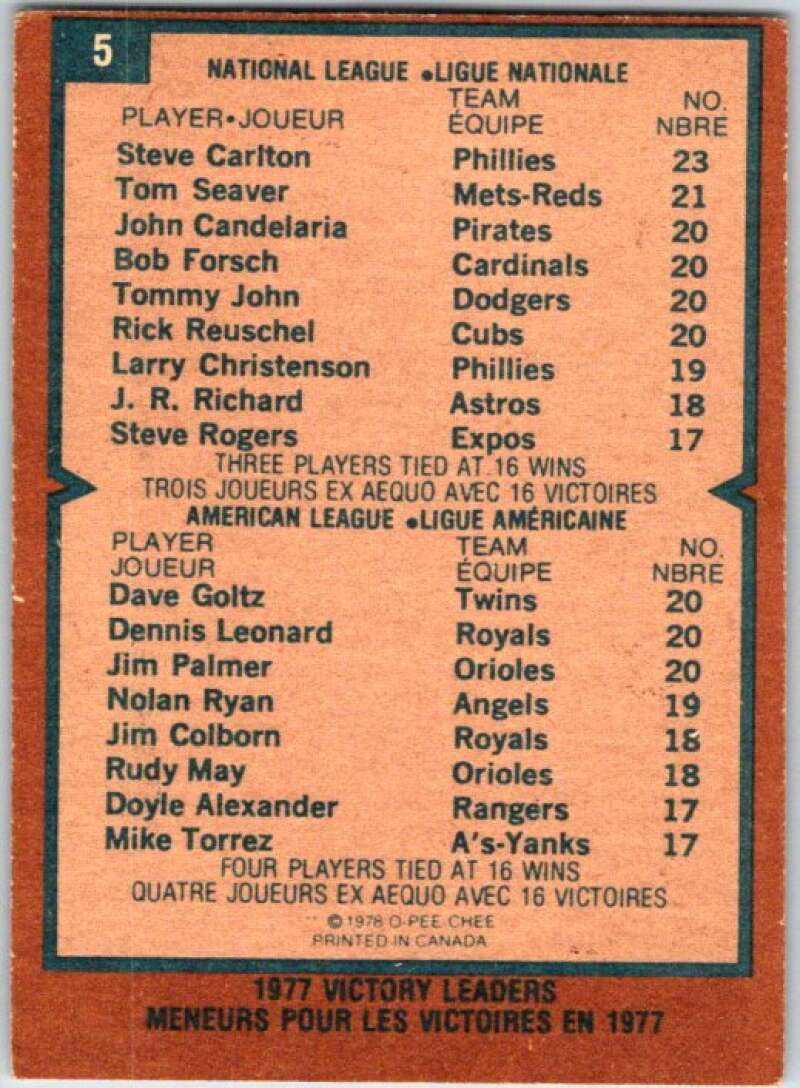 5
NATIONAL LEAGUE • LIGUE NATIONALE
PLAYER • JOUEUR TEAM ÉQUIPE NO. NBRE
Steve Carlton Phillies 23
Tom Seaver Mets-Reds 21
John Candelaria Pirates 20
Bob Forsch Cardinals 20
Tommy John Dodgers 20
Rick Reuschel Cubs 20
Larry Christenson Phillies 19
J. R. Richard Astros 18
Steve Rogers Expos 17
THREE PLAYERS TIED AT 16 WINS
TROIS JOUEURS EX AEQUO AVEC 16 VICTOIRES
AMERICAN LEAGUE • LIGUE AMÉRICAINE
PLAYER TEAM NO.
JOUEUR ÉQUIPE NBRE
Dave Goltz Twins 20
Dennis Leonard Royals 20
Jim Palmer Orioles 20
Nolan Ryan Angels 19
Jim Colborn Royals 18
Rudy May Orioles 18
Doyle Alexander Rangers 17
Mike Torrez A's-Yanks 17
FOUR PLAYERS TIED AT 16 WINS
QUATRE JOUEURS EX AEQUO AVEC 16 VICTOIRES
© 1978 O-PEE-CHEE
PRINTED IN CANADA
1977 VICTORY LEADERS
MENEURS POUR LES VICTOIRES EN 1977